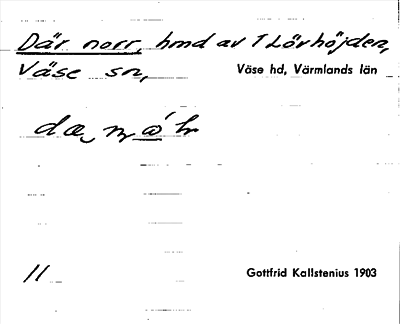 Där norr, hmd av 1 Lövhöjden,
Väse sn,
Väse hd, Värmlands län
11
Gottfrid Kallstenius 1903